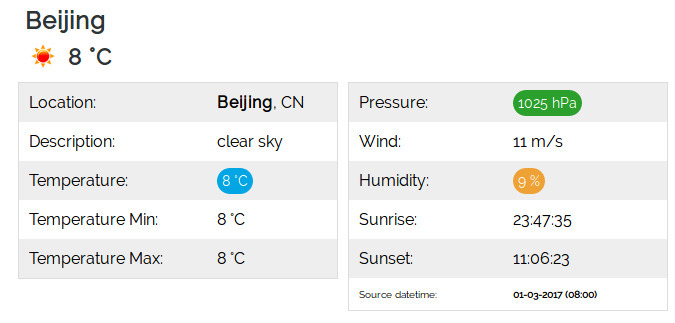 Beijing
8 °C
Location: Beijing, CN
Description: clear sky
Temperature: 8 °C
Temperature Min: 8 °C
Temperature Max: 8 °C
Pressure: 1025 hPa
Wind: 11 m/s
Humidity: 9 %
Sunrise: 23:47:35
Sunset: 11:06:23
Source datetime: 01-03-2017 (08:00)